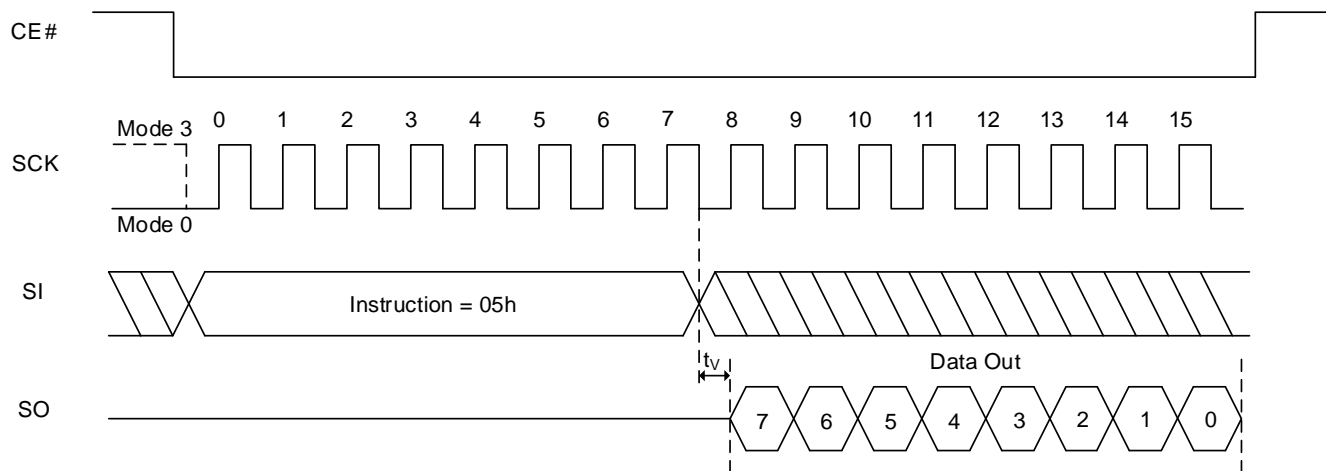 CE#
Mode 3
0 1 2 3 4 5 6 7 8 9 10 11 12 13 14 15
SCK
Mode 0
SI
Instruction = 05h
tV
Data Out
SO
7 6 5 4 3 2 1 0